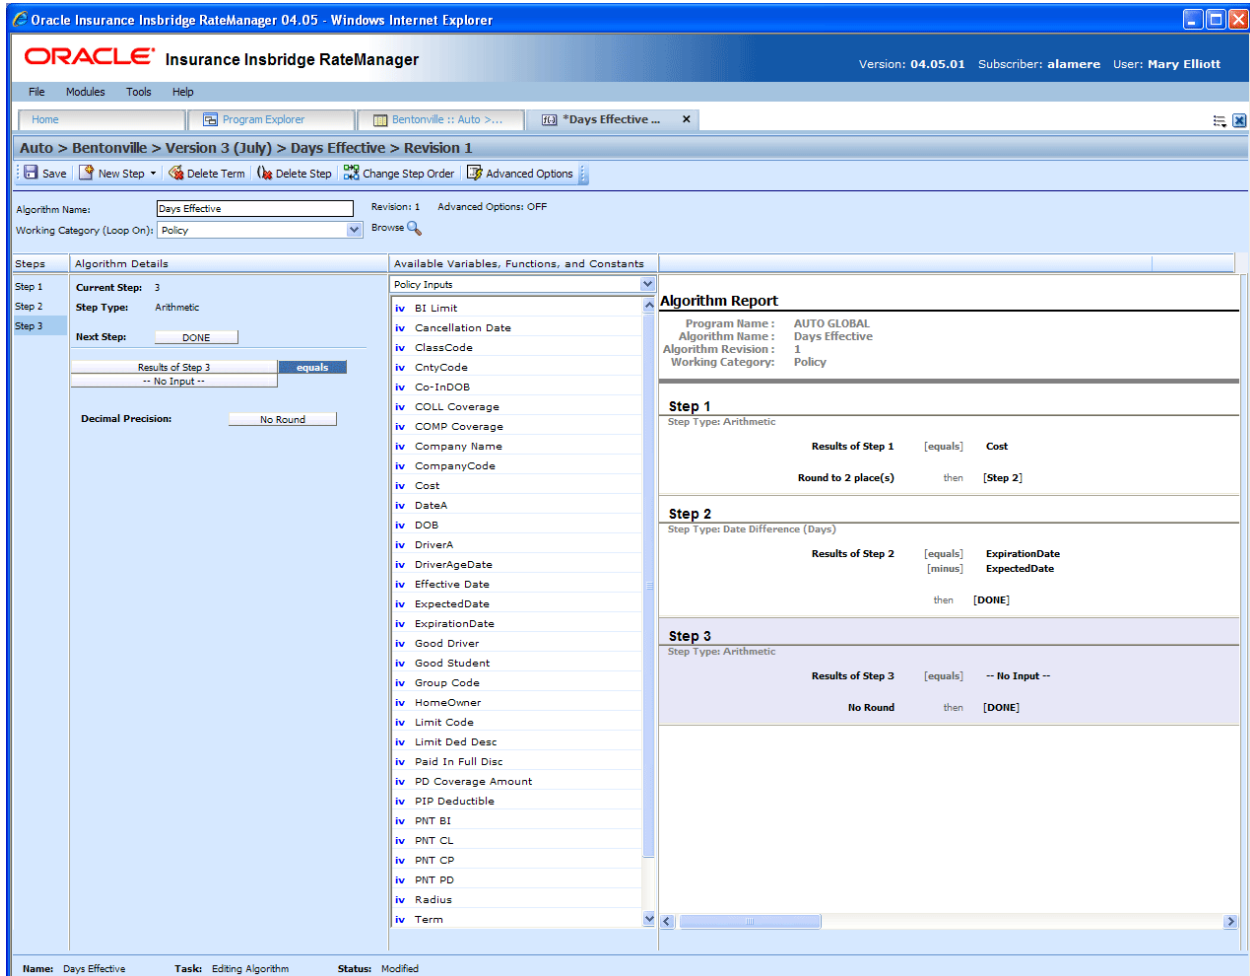 Oracle Insurance Insbridge RateManager 04.05 - Windows Internet Explorer
ORACLE Insurance Insbridge RateManager
Version: 04.05.01 Subscriber: alamere User: Mary Elliott
File Modules Tools Help
Home Program Explorer Bentonville :: Auto >... *Days Effective ... x
Auto > Bentonville > Version 3 (July) > Days Effective > Revision 1
Save New Step Delete Term Delete Step Change Step Order Advanced Options
Algorithm Name: Days Effective Revision: 1 Advanced Options: OFF
Working Category (Loop On): Policy Browse
Steps
Step 1
Step 2
Step 3
Algorithm Details
Current Step: 3
Step Type: Arithmetic
Next Step: DONE
Results of Step 3 equals
-- No Input --
Decimal Precision: No Round
Available Variables, Functions, and Constants
Policy Inputs
iv BI Limit
iv Cancellation Date
iv ClassCode
iv CntyCode
iv Co-InDOB
iv COLL Coverage
iv COMP Coverage
iv Company Name
iv CompanyCode
iv Cost
iv DateA
iv DOB
iv DriverA
iv DriverAgeDate
iv Effective Date
iv ExpectedDate
iv ExpirationDate
iv Good Driver
iv Good Student
iv Group Code
iv HomeOwner
iv Limit Code
iv Limit Ded Desc
iv Paid In Full Disc
iv PD Coverage Amount
iv PIP Deductible
iv PNT BI
iv PNT CL
iv PNT CP
iv PNT PD
iv Radius
iv Term
Algorithm Report
Program Name : AUTO GLOBAL
Algorithm Name : Days Effective
Algorithm Revision : 1
Working Category: Policy
Step 1
Step Type: Arithmetic
Results of Step 1 [equals] Cost
Round to 2 place(s) then [Step 2]
Step 2
Step Type: Date Difference (Days)
Results of Step 2 [equals] ExpirationDate
[minus] ExpectedDate
then [DONE]
Step 3
Step Type: Arithmetic
Results of Step 3 [equals] -- No Input --
No Round then [DONE]
Name: Days Effective Task: Editing Algorithm Status: Modified